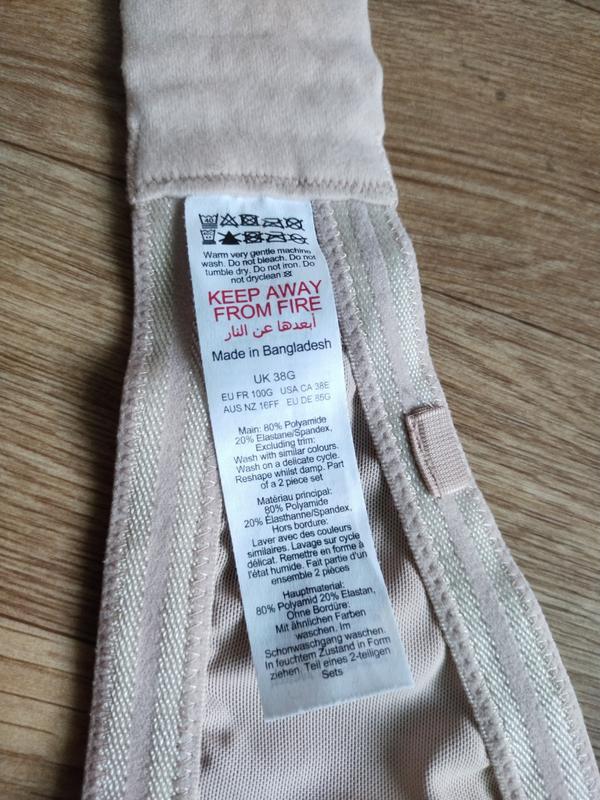 40
Warm very gentle machine
wash. Do not bleach. Do not
tumble dry. Do not iron. Do
not dryclean
KEEP AWAY
FROM FIRE
أبعدها عن النار
Made in Bangladesh
UK 38G
EU FR 100G USA CA 38E
AUS NZ 16FF EU DE 85G
Main: 80% Polyamide
20% Elastane/Spandex,
Excluding trim:
Wash with similar colours.
Wash on a delicate cycle.
Reshape whilst damp. Part
of a 2 piece set
Matériau principal:
80% Polyamide
20% Élasthanne/Spandex,
Hors bordure:
Laver avec des couleurs
similaires. Lavage sur cycle
délicat. Remettre en forme à
l'état humide. Fait partie d'un
ensemble 2 pièces
Hauptmaterial:
80% Polyamid 20% Elastan,
Ohne Bordüre:
Mit ähnlichen Farben
waschen. Im
Schonwaschgang waschen.
In feuchtem Zustand in Form
ziehen. Teil eines 2-teiligen
Sets